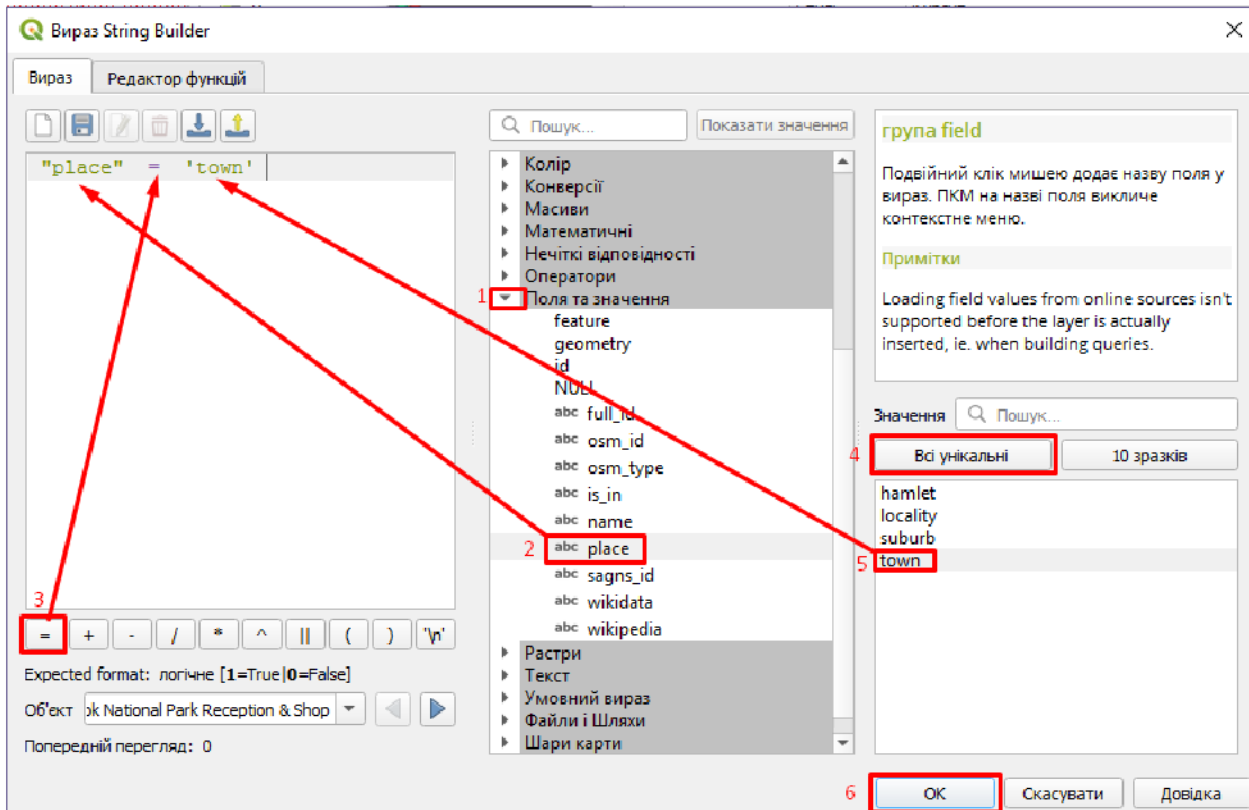 Вираз String Builder
Вираз
Редактор функцій
"place" = 'town'
3
= + - / * ^ || ( ) '\n'
Expected format: логічне [1=True|0=False]
Об'єкт ok National Park Reception & Shop
Попередній перегляд: 0
Пошук...
Показати значення
Колір
Конверсії
Масиви
Математичні
Нечіткі відповідності
Оператори
1 Поля та значення
feature
geometry
id
NULL
abc full_id
abc osm_id
abc osm_type
abc is_in
abc name
2 abc place
abc sagns_id
abc wikidata
abc wikipedia
Растри
Текст
Умовний вираз
Файли і Шляхи
Шари карти
група field
Подвійний клік мишею додає назву поля у
вираз. ПКМ на назві поля викличе
контекстне меню.
Примітки
Loading field values from online sources isn't
supported before the layer is actually
inserted, ie. when building queries.
Значення Пошук...
4 Всі унікальні 10 зразків
hamlet
locality
suburb
5 town
6 OK Скасувати Довідка